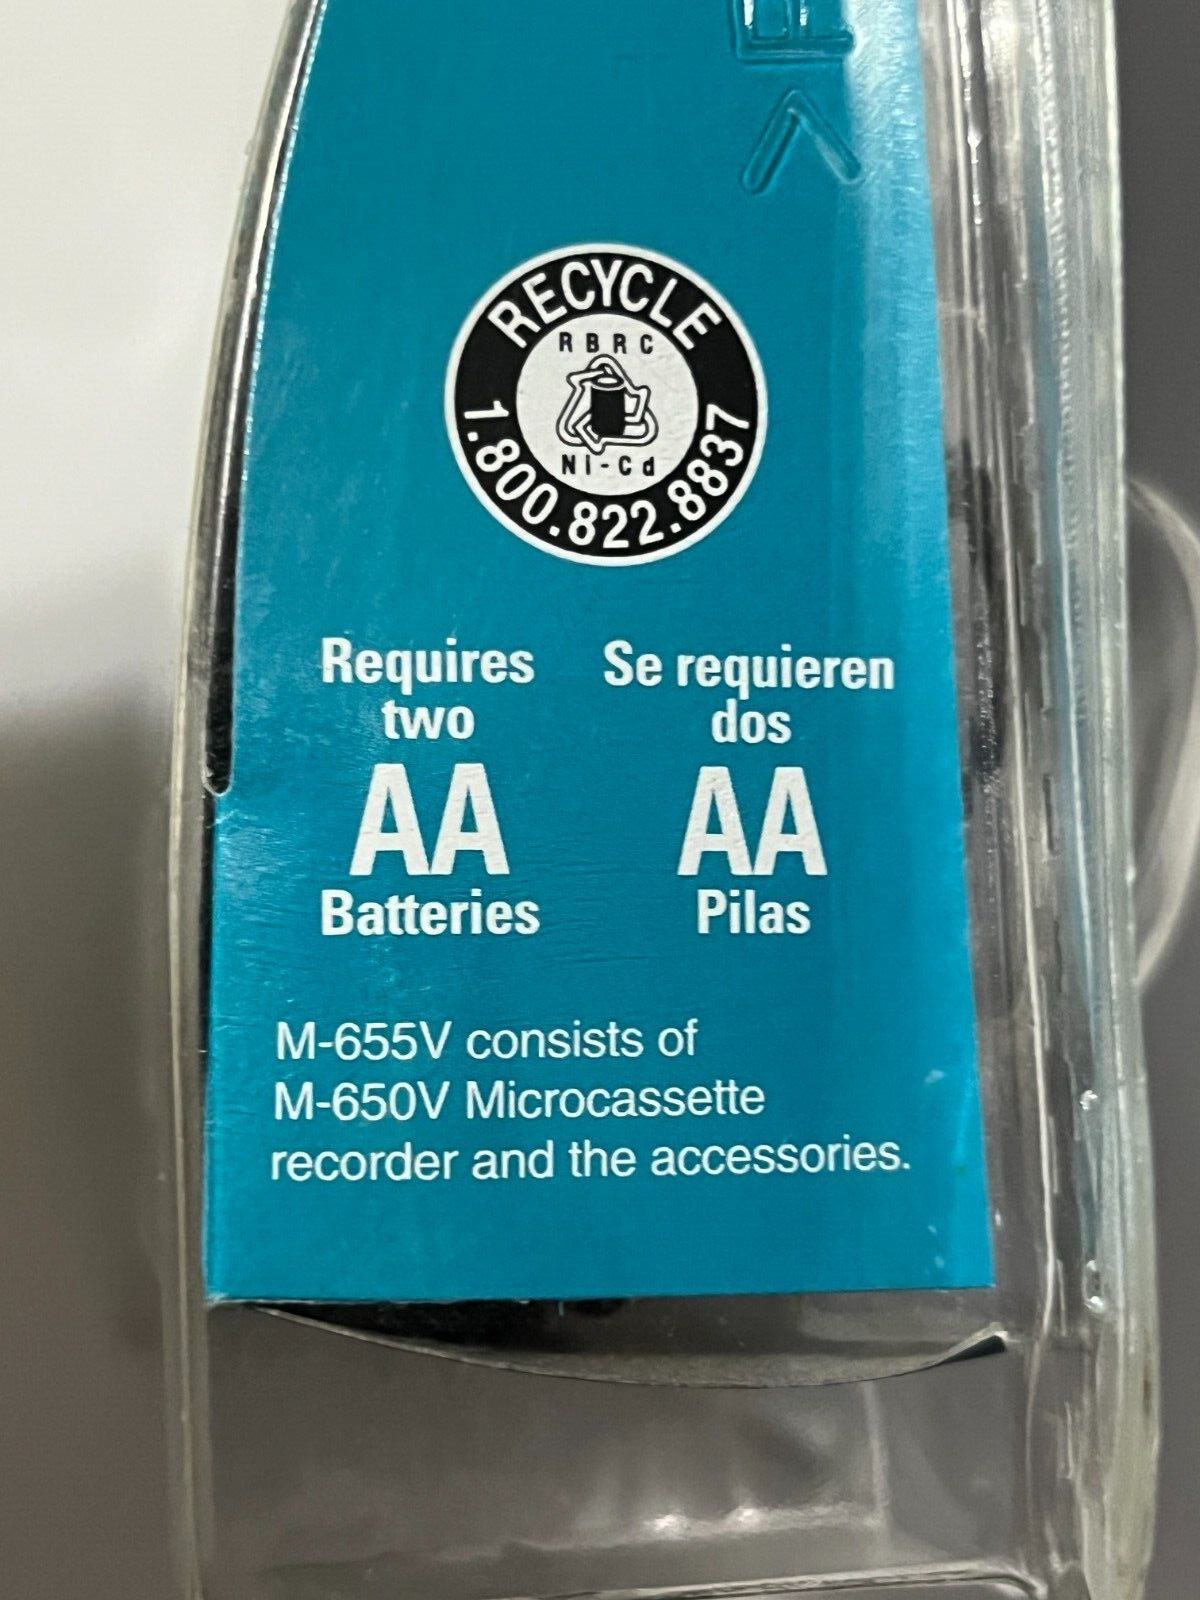 RECYCLE
RBRC
Ni-Cd
1.800.822.8837
Requires
two
AA
Batteries
Se requieren
dos
AA
Pilas
M-655V consists of
M-650V Microcassette
recorder and the accessories.